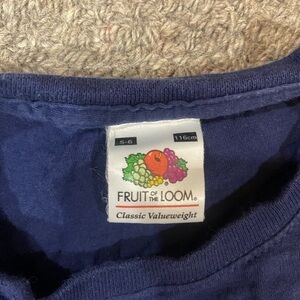 5-6 116cm
FRUIT OF THE LOOM®
Classic Valueweight